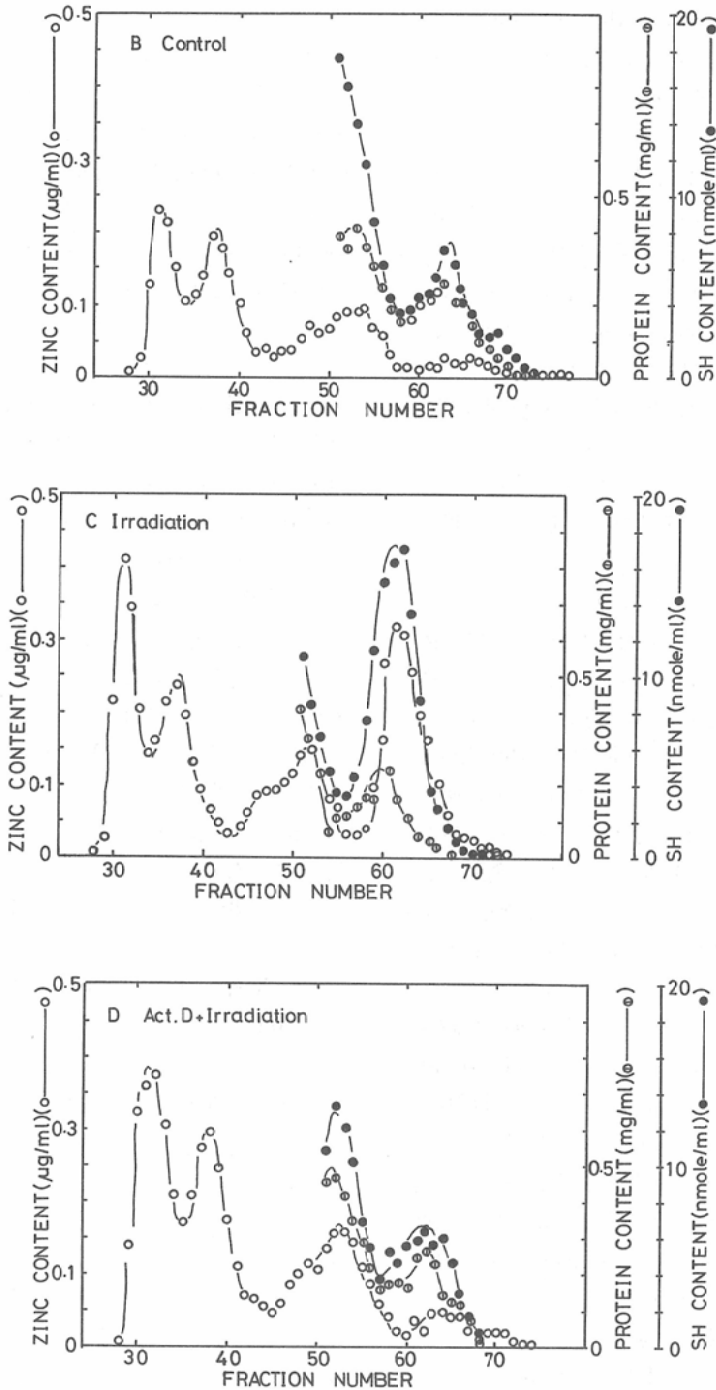 B Control
ZINC CONTENT (μg/ml)(o——o)
0·5
0·3
0·1
0
30 40 50 60 70
FRACTION NUMBER
0.5
0
PROTEIN CONTENT (mg/ml)(⊖——⊖)
20
10
0
SH CONTENT (nmole/ml)(●——●)
C Irradiation
ZINC CONTENT (μg/ml)(o——o)
0·5
0·3
0·1
0
30 40 50 60 70
FRACTION NUMBER
0.5
0
PROTEIN CONTENT (mg/ml)(⊖——⊖)
20
10
0
SH CONTENT (nmole/ml)(●——●)
D Act.D+Irradiation
ZINC CONTENT (μg/ml)(o——o)
0·5
0·3
0·1
0
30 40 50 60 70
FRACTION NUMBER
0.5
0
PROTEIN CONTENT (mg/ml)(⊖——⊖)
20
10
0
SH CONTENT (nmole/ml)(●——●)